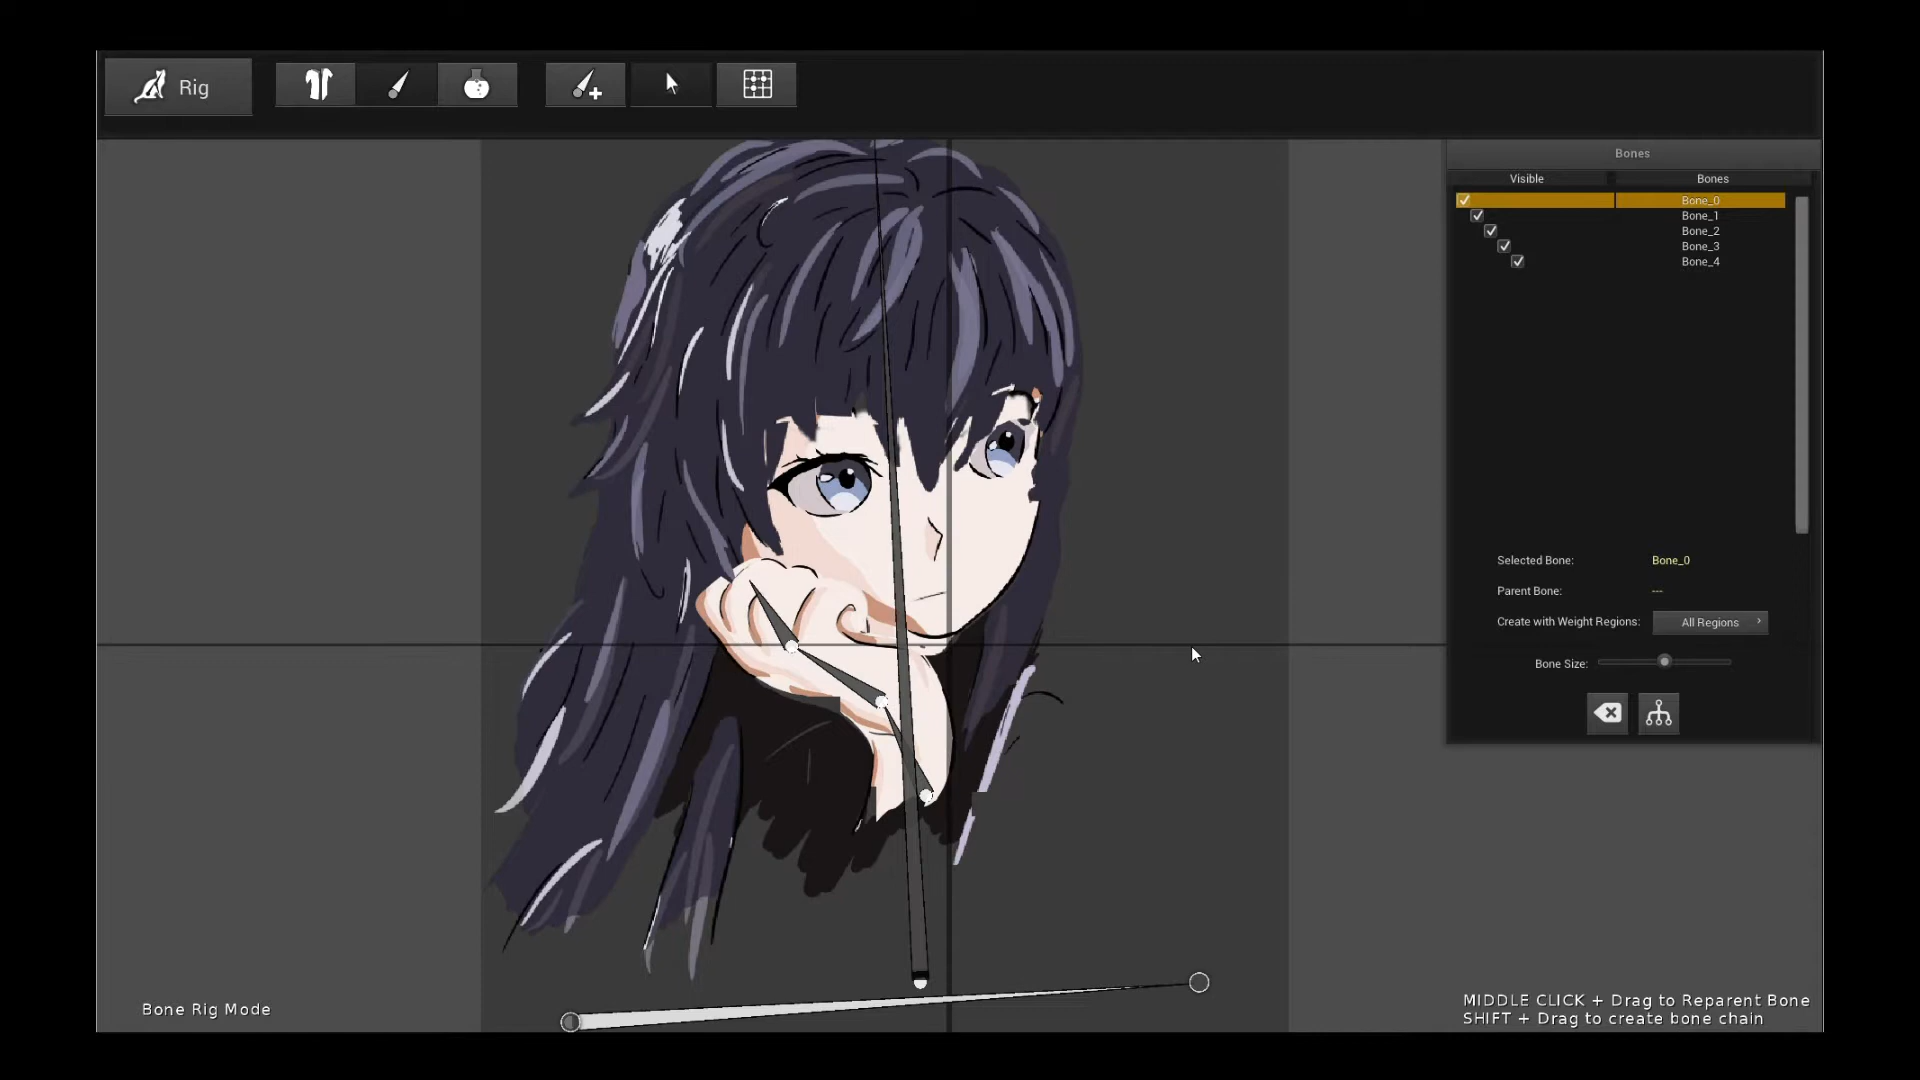 Rig
Bones
Visible Bones
Bone_0
Bone_1
Bone_2
Bone_3
Bone_4
Selected Bone: Bone_0
Parent Bone: ---
Create with Weight Regions: All Regions
Bone Size:
Bone Rig Mode
MIDDLE CLICK + Drag to Reparent Bone
SHIFT + Drag to create bone chain